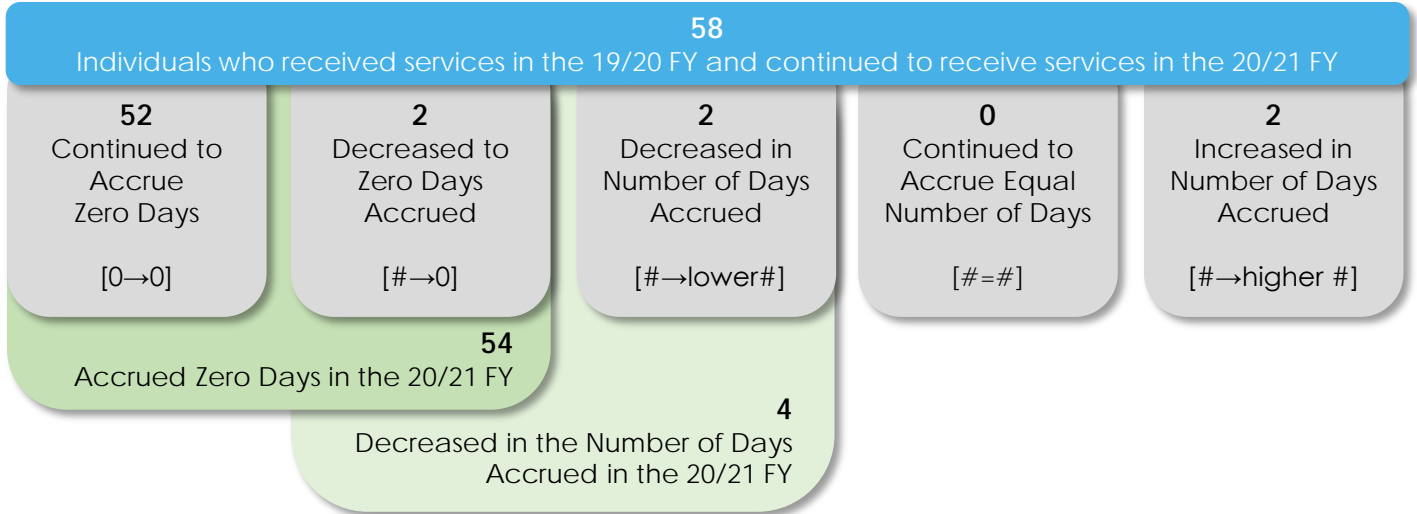 58
Individuals who received services in the 19/20 FY and continued to receive services in the 20/21 FY
52
Continued to
Accrue
Zero Days
[0→0]
2
Decreased to
Zero Days
Accrued
[#→0]
2
Decreased in
Number of Days
Accrued
[#→lower#]
0
Continued to
Accrue Equal
Number of Days
[#=#]
2
Increased in
Number of Days
Accrued
[#→higher #]
54
Accrued Zero Days in the 20/21 FY
4
Decreased in the Number of Days
Accrued in the 20/21 FY